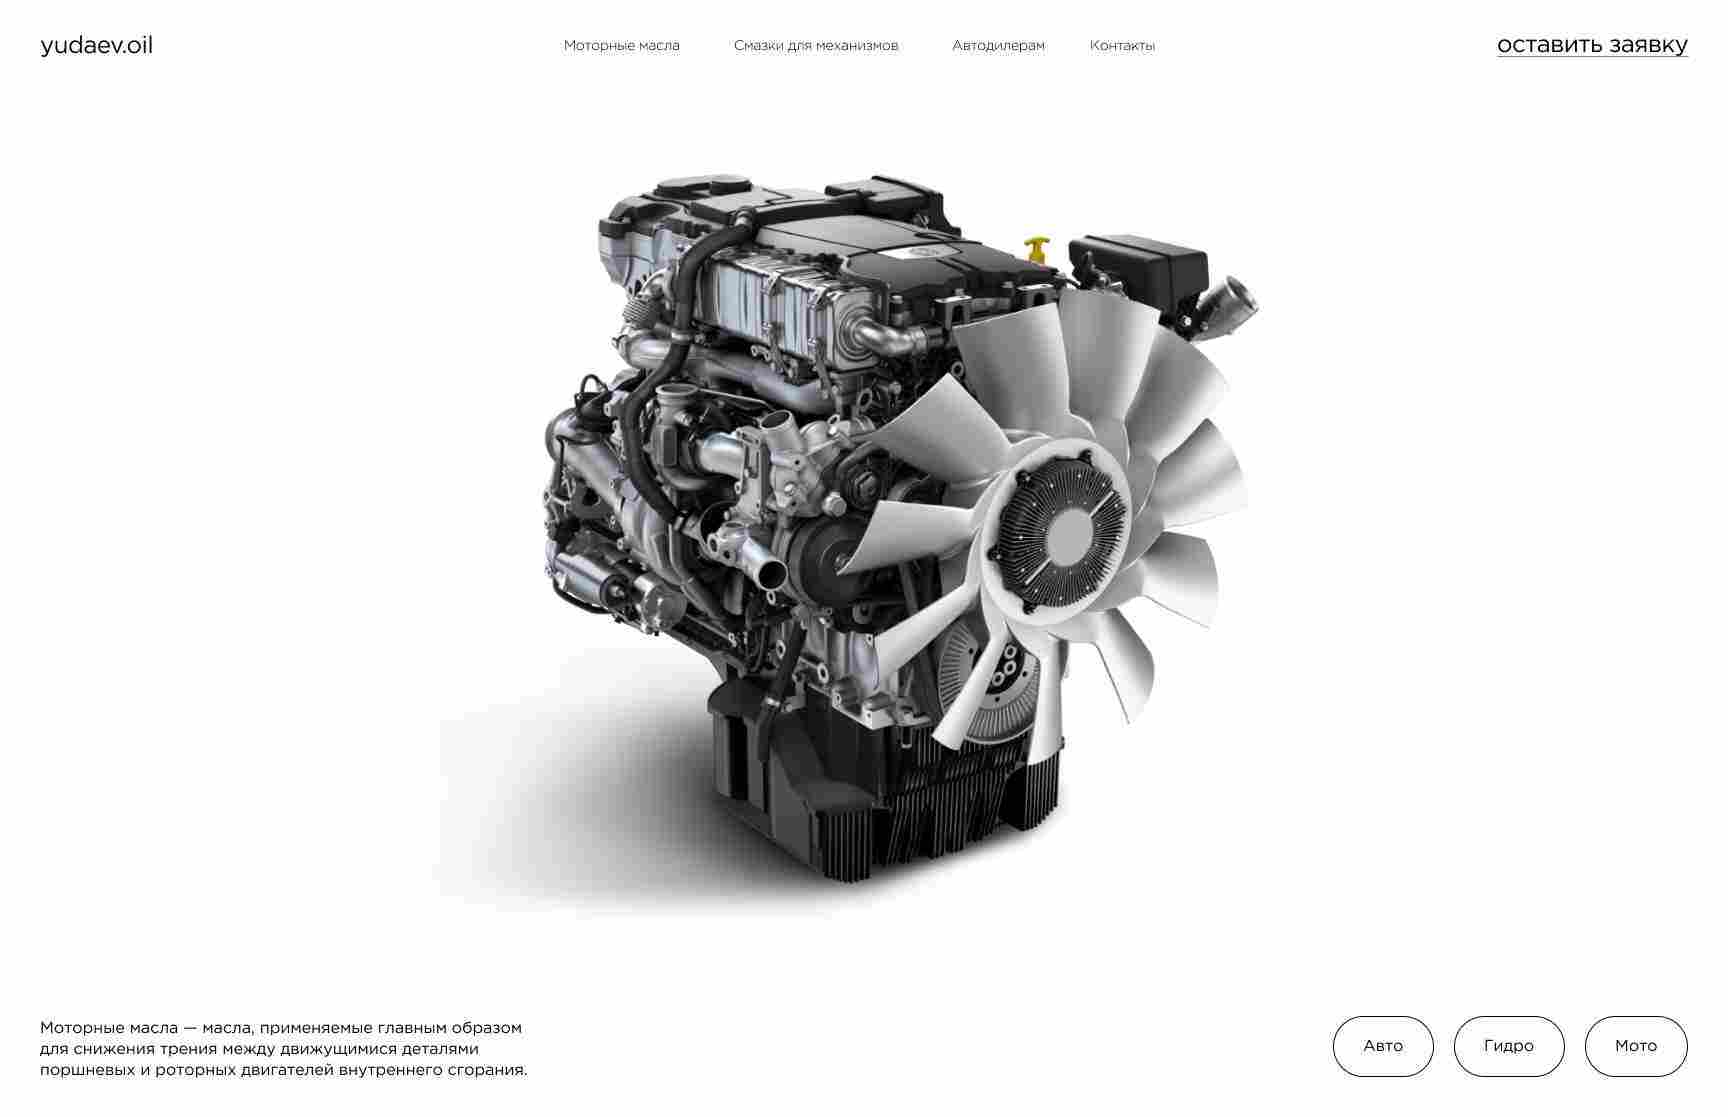 yudaev.oil
Моторные масла
Смазки для механизмов
Автодилерам
Контакты
оставить заявку
Моторные масла — масла, применяемые главным образом
для снижения трения между движущимися деталями
поршневых и роторных двигателей внутреннего сгорания.
Авто
Гидро
Мото